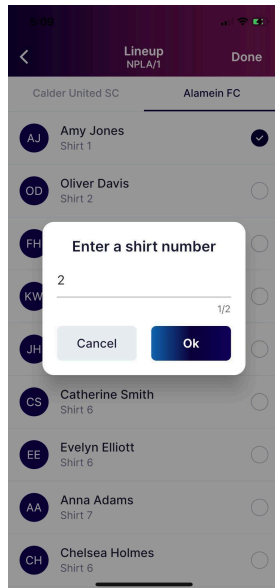 5:09
Lineup
NPLA/1
Done
Calder United SC
Alamein FC
AJ
Amy Jones
Shirt 1
OD
Oliver Davis
Shirt 2
FH
Enter a shirt number
2
1/2
KW
Cancel
Ok
JH
CS
Catherine Smith
Shirt 6
EE
Evelyn Elliott
Shirt 6
AA
Anna Adams
Shirt 7
CH
Chelsea Holmes
Shirt 6